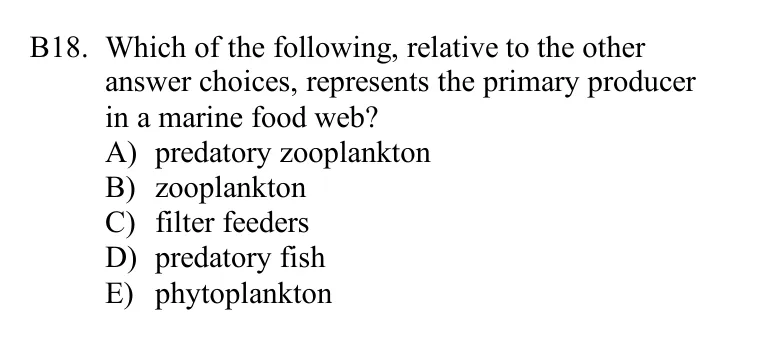 B18. Which of the following, relative to the other
answer choices, represents the primary producer
in a marine food web?
A) predatory zooplankton
B) zooplankton
C) filter feeders
D) predatory fish
E) phytoplankton